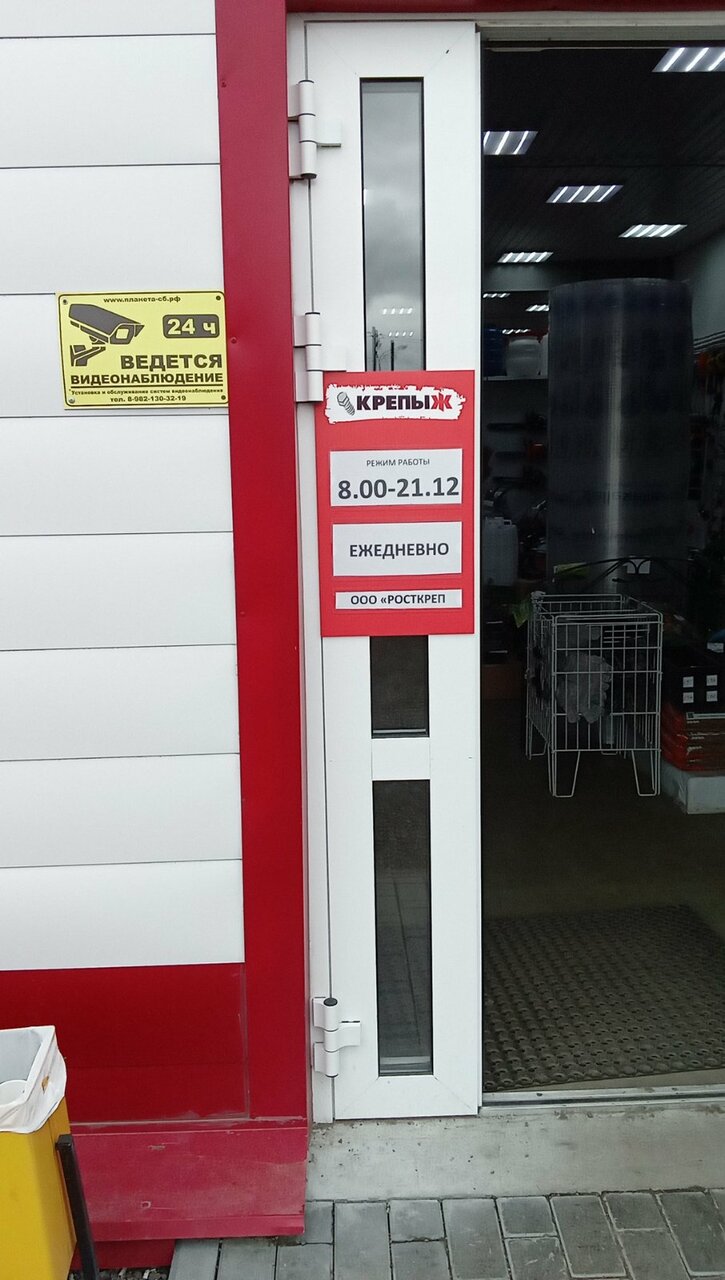 www.планета-сб.рф
24 ч
ВЕДЕТСЯ
ВИДЕОНАБЛЮДЕНИЕ
Установка и обслуживание систем видеонаблюдения
тел. 8-982-130-32-19
КРЕПЫЖ
РЕЖИМ РАБОТЫ
8.00-21.12
ЕЖЕДНЕВНО
ООО «РОСТКРЕП